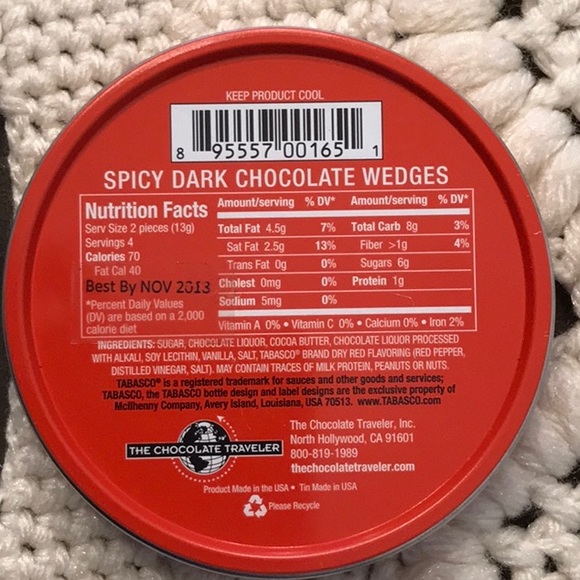 KEEP PRODUCT COOL
8 95557 00165 1
SPICY DARK CHOCOLATE WEDGES
Nutrition Facts
Serv Size 2 pieces (13g)
Servings 4
Calories 70
Fat Cal 40
Best By NOV 2013
*Percent Daily Values
(DV) are based on a 2,000
calorie diet
Amount/serving % DV* Amount/serving % DV*
Total Fat 4.5g 7% Total Carb 8g 3%
Sat Fat 2.5g 13% Fiber >1g 4%
Trans Fat 0g 0% Sugars 6g
Cholest 0mg 0% Protein 1g
Sodium 5mg 0%
Vitamin A 0% • Vitamin C 0% • Calcium 0% • Iron 2%
INGREDIENTS: SUGAR, CHOCOLATE LIQUOR, COCOA BUTTER, CHOCOLATE LIQUOR PROCESSED
WITH ALKALI, SOY LECITHIN, VANILLA, SALT, TABASCO® BRAND DRY RED FLAVORING (RED PEPPER,
DISTILLED VINEGAR, SALT). MAY CONTAIN TRACES OF MILK PROTEIN, PEANUTS OR NUTS.
TABASCO® is a registered trademark for sauces and other goods and services;
TABASCO, the TABASCO bottle design and label designs are the exclusive property of
McIlhenny Company, Avery Island, Louisiana, USA 70513. www.TABASCO.com
THE CHOCOLATE TRAVELER
The Chocolate Traveler, Inc.
North Hollywood, CA 91601
800-819-1989
thechocolatetraveler.com
Product Made in the USA • Tin Made in USA
Please Recycle